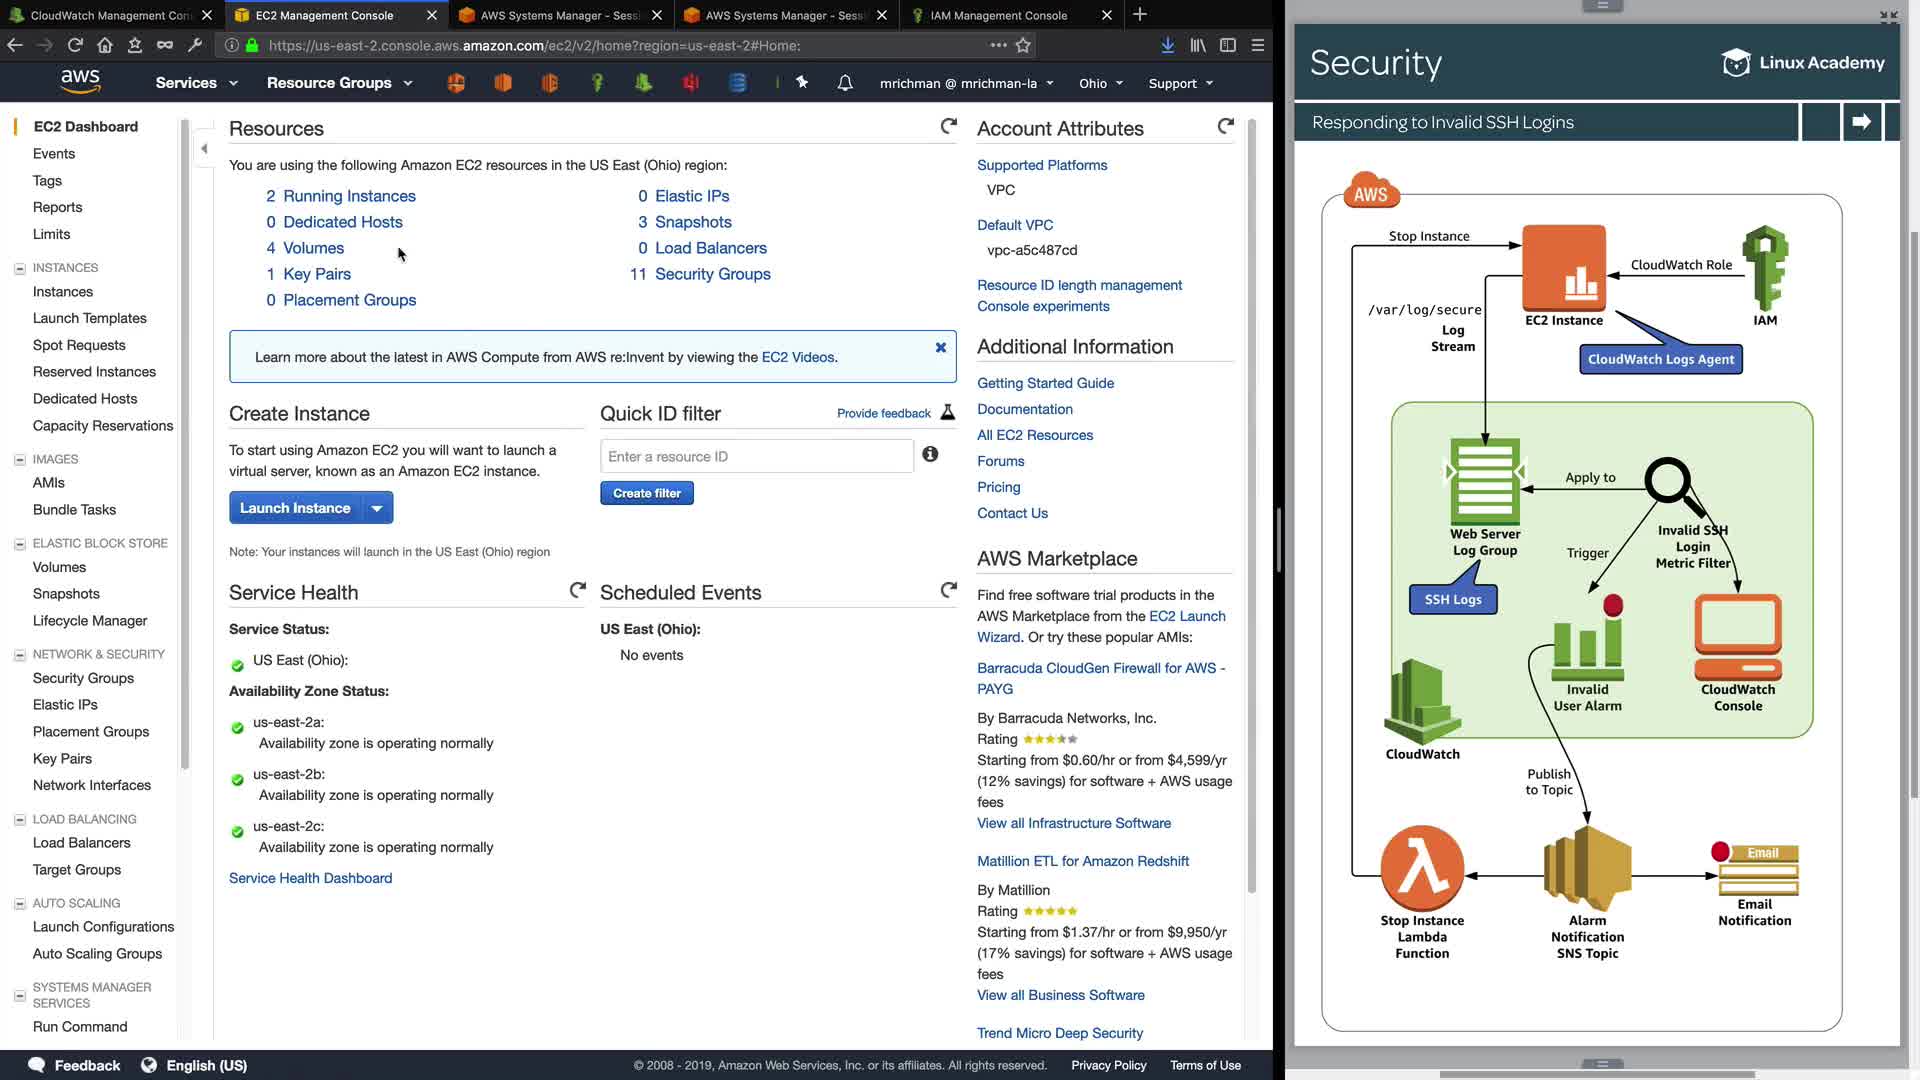 CloudWatch Management Con
EC2 Management Console
AWS Systems Manager - Sess
AWS Systems Manager - Sess
IAM Management Console
https://us-east-2.console.aws.amazon.com/ec2/v2/home?region=us-east-2#Home:
aws
Services
Resource Groups
mrichman @ mrichman-la
Ohio
Support
EC2 Dashboard
Events
Tags
Reports
Limits
INSTANCES
Instances
Launch Templates
Spot Requests
Reserved Instances
Dedicated Hosts
Capacity Reservations
IMAGES
AMIs
Bundle Tasks
ELASTIC BLOCK STORE
Volumes
Snapshots
Lifecycle Manager
NETWORK & SECURITY
Security Groups
Elastic IPs
Placement Groups
Key Pairs
Network Interfaces
LOAD BALANCING
Load Balancers
Target Groups
AUTO SCALING
Launch Configurations
Auto Scaling Groups
SYSTEMS MANAGER
SERVICES
Run Command
Resources
You are using the following Amazon EC2 resources in the US East (Ohio) region:
2 Running Instances
0 Elastic IPs
0 Dedicated Hosts
3 Snapshots
4 Volumes
0 Load Balancers
1 Key Pairs
11 Security Groups
0 Placement Groups
Learn more about the latest in AWS Compute from AWS re:Invent by viewing the EC2 Videos.
Create Instance
To start using Amazon EC2 you will want to launch a
virtual server, known as an Amazon EC2 instance.
Launch Instance
Note: Your instances will launch in the US East (Ohio) region
Quick ID filter
Provide feedback
Enter a resource ID
Create filter
Service Health
Service Status:
US East (Ohio):
Availability Zone Status:
us-east-2a:
Availability zone is operating normally
us-east-2b:
Availability zone is operating normally
us-east-2c:
Availability zone is operating normally
Service Health Dashboard
Scheduled Events
US East (Ohio):
No events
Account Attributes
Supported Platforms
VPC
Default VPC
vpc-a5c487cd
Resource ID length management
Console experiments
Additional Information
Getting Started Guide
Documentation
All EC2 Resources
Forums
Pricing
Contact Us
AWS Marketplace
Find free software trial products in the
AWS Marketplace from the EC2 Launch
Wizard. Or try these popular AMIs:
Barracuda CloudGen Firewall for AWS -
PAYG
By Barracuda Networks, Inc.
Rating
Starting from $0.60/hr or from $4,599/yr
(12% savings) for software + AWS usage
fees
View all Infrastructure Software
Matillion ETL for Amazon Redshift
By Matillion
Rating
Starting from $1.37/hr or from $9,950/yr
(17% savings) for software + AWS usage
fees
View all Business Software
Trend Micro Deep Security
Feedback
English (US)
© 2008 - 2019, Amazon Web Services, Inc. or its affiliates. All rights reserved.
Privacy Policy
Terms of Use
Security
Linux Academy
Responding to Invalid SSH Logins
AWS
Stop Instance
CloudWatch Role
/var/log/secure
Log
Stream
EC2 Instance
IAM
CloudWatch Logs Agent
Apply to
Web Server
Log Group
Invalid SSH
Login
Metric Filter
Trigger
SSH Logs
Invalid
User Alarm
CloudWatch
Console
CloudWatch
Publish
to Topic
Email
Stop Instance
Lambda
Function
Alarm
Notification
SNS Topic
Email
Notification